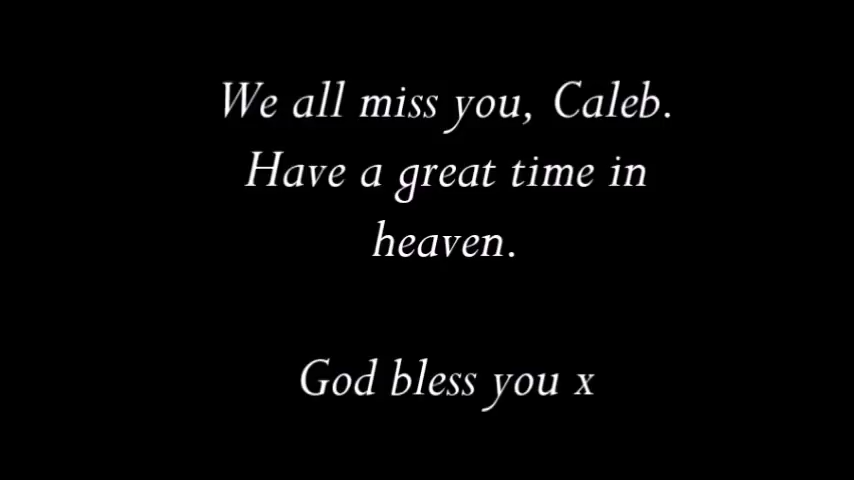 We all miss you, Caleb.
Have a great time in
heaven.
God bless you x